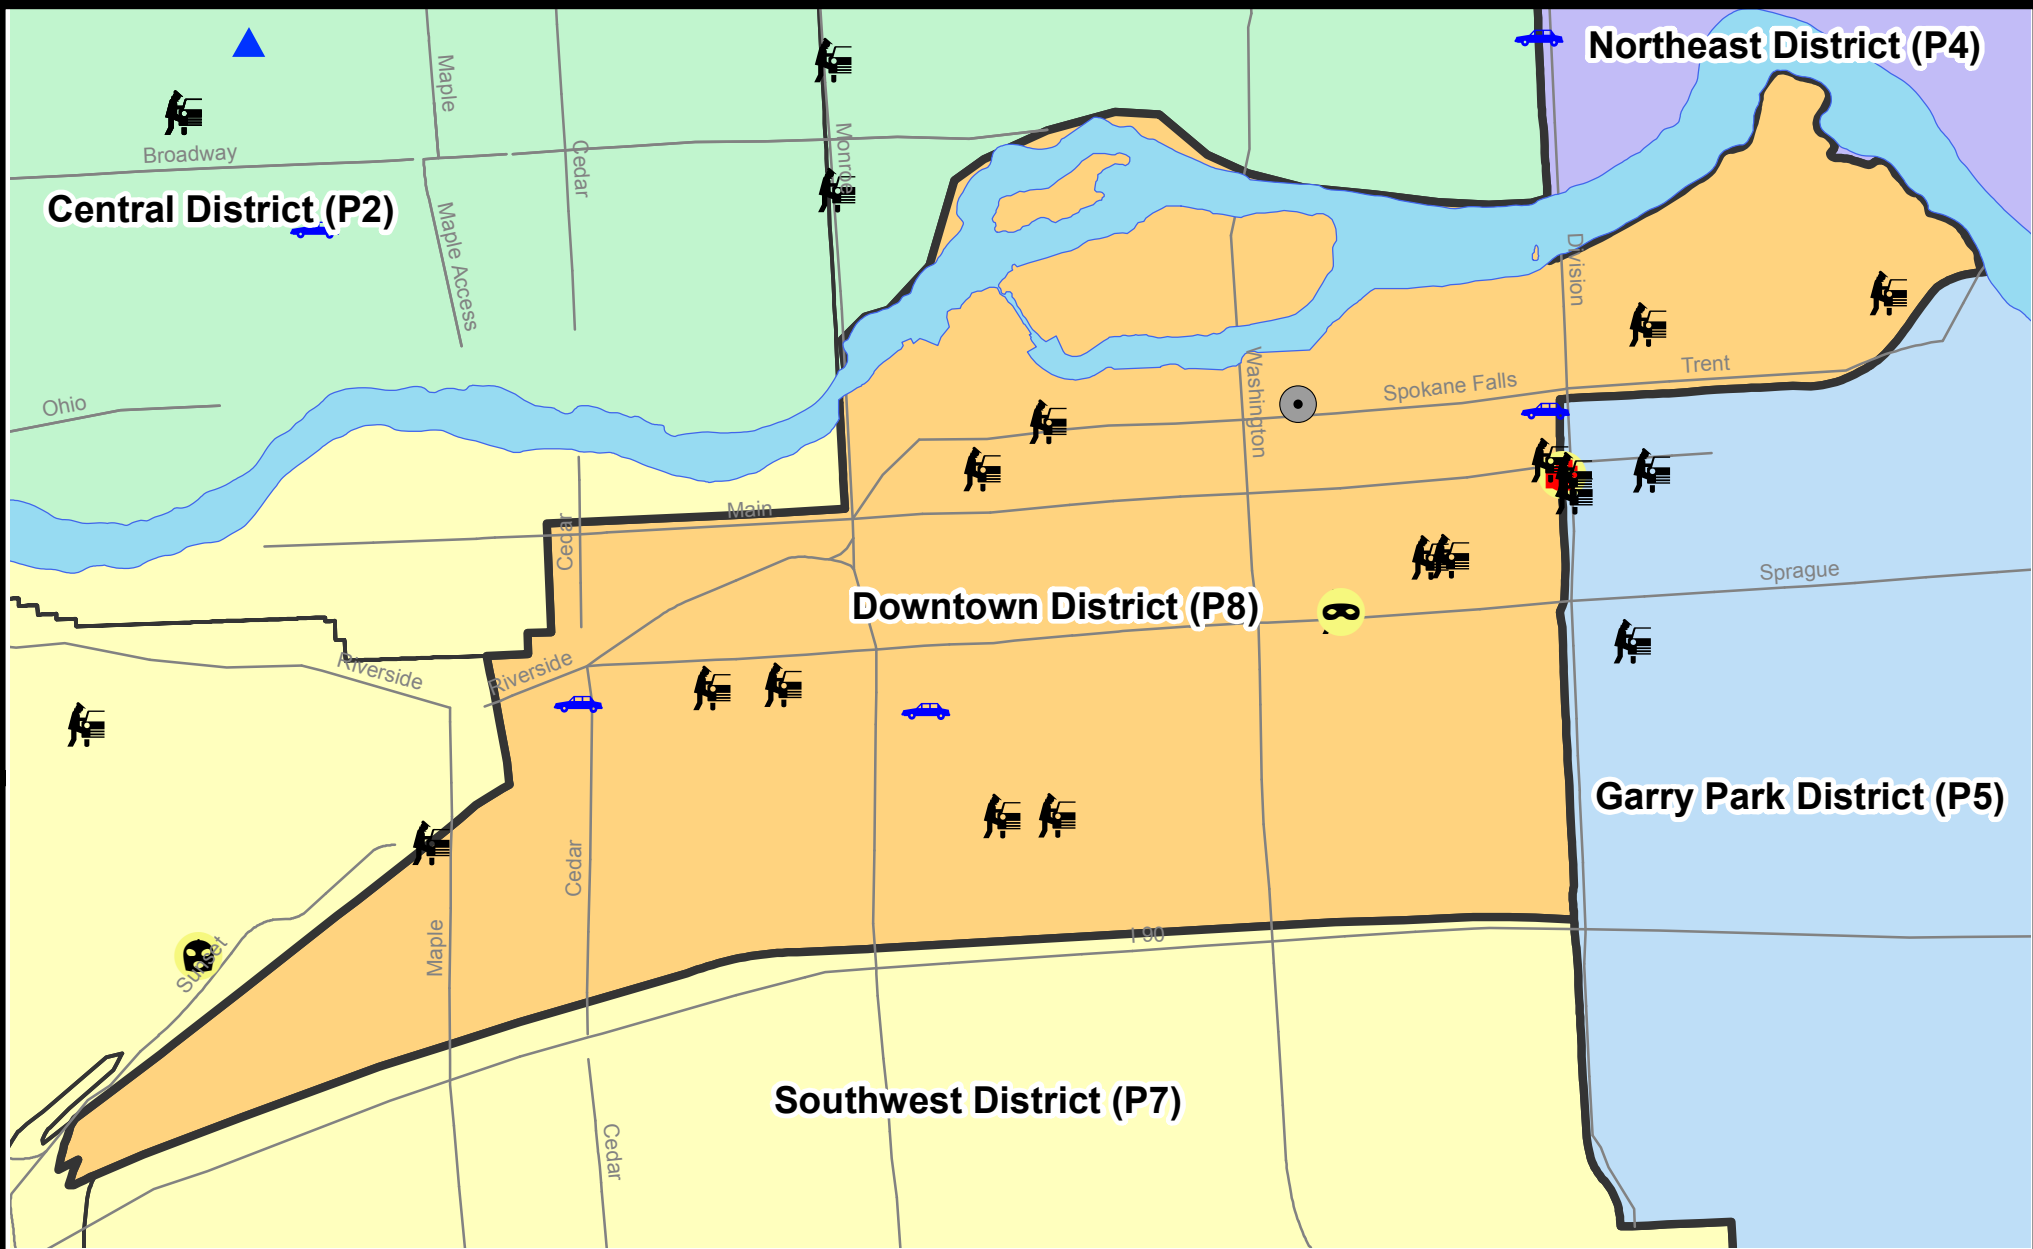 Northeast District (P4)
Maple
Monroe
Cedar
Broadway
Central District (P2)
Maple Access
Division
Washington
Trent
Spokane Falls
Ohio
Main
Cedar
Sprague
Downtown District (P8)
Riverside
Riverside
Garry Park District (P5)
Cedar
Maple
I-90
Sunset
Southwest District (P7)
Cedar